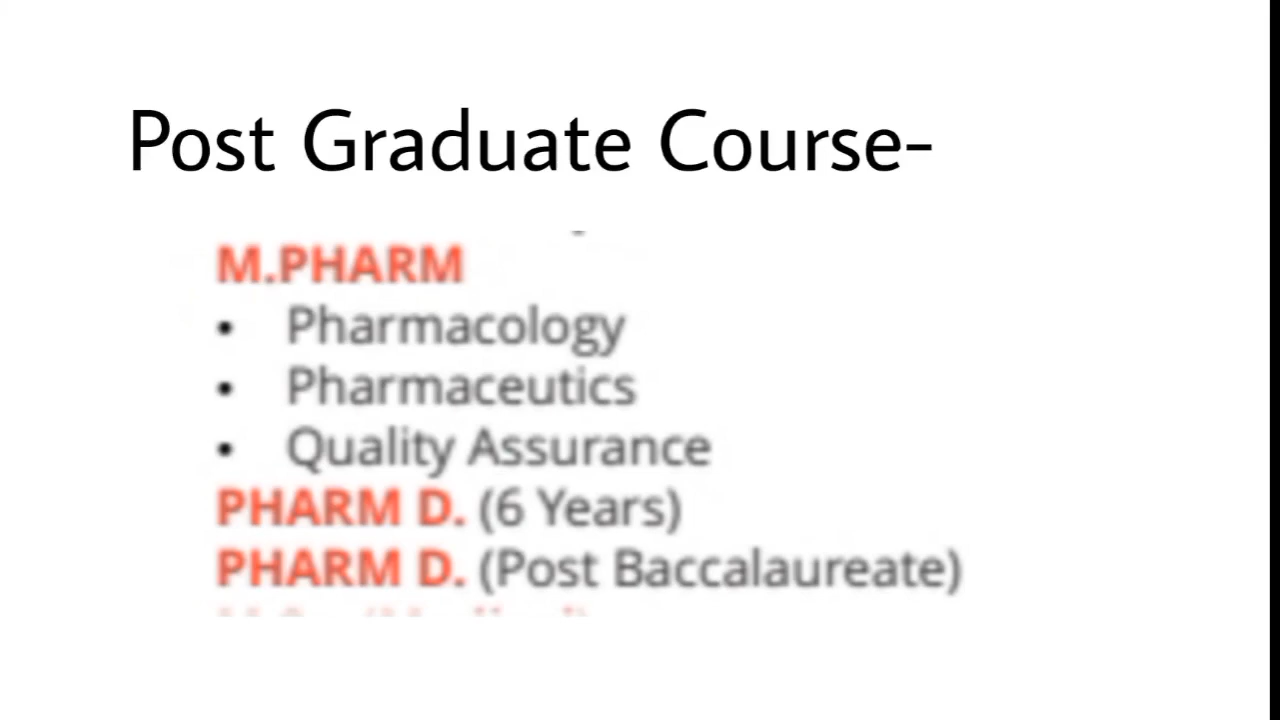 Post Graduate Course-
M.PHARM
• Pharmacology
• Pharmaceutics
• Quality Assurance
PHARM D. (6 Years)
PHARM D. (Post Baccalaureate)